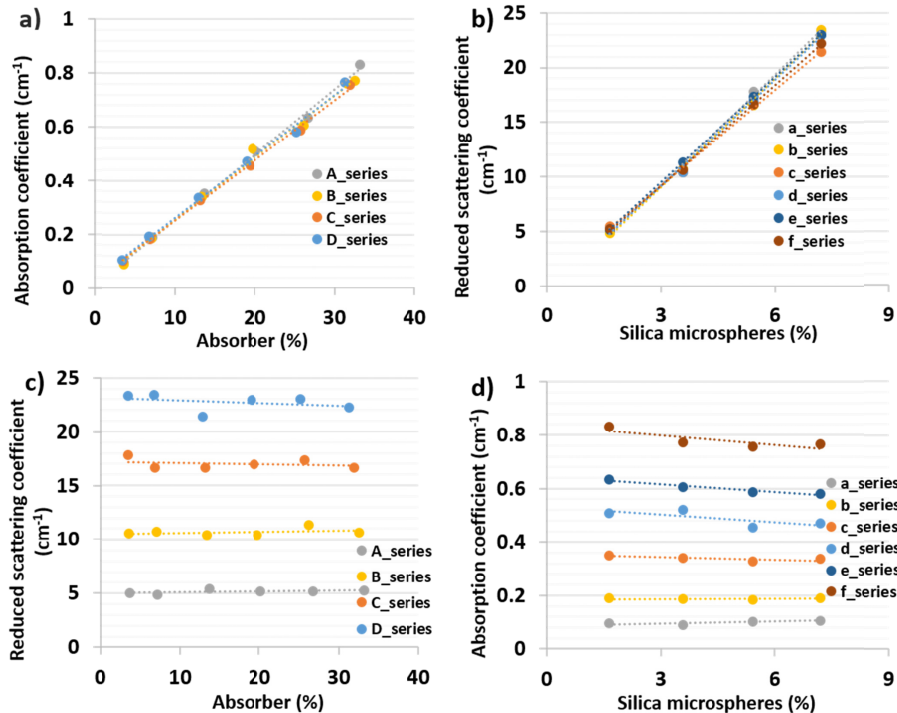 a)
Absorption coefficient (cm⁻¹)
1
0.8
0.6
0.4
0.2
0
0 10 20 30 40
Absorber (%)
A_series
B_series
C_series
D_series
b)
Reduced scattering coefficient
(cm⁻¹)
25
20
15
10
5
0
0 3 6 9
Silica microspheres (%)
a_series
b_series
c_series
d_series
e_series
f_series
c)
Reduced scattering coefficient
(cm⁻¹)
25
20
15
10
5
0
0 10 20 30 40
Absorber (%)
A_series
B_series
C_series
D_series
d)
Absorption coefficient (cm⁻¹)
1
0.8
0.6
0.4
0.2
0
0 3 6 9
Silica microspheres (%)
a_series
b_series
c_series
d_series
e_series
f_series